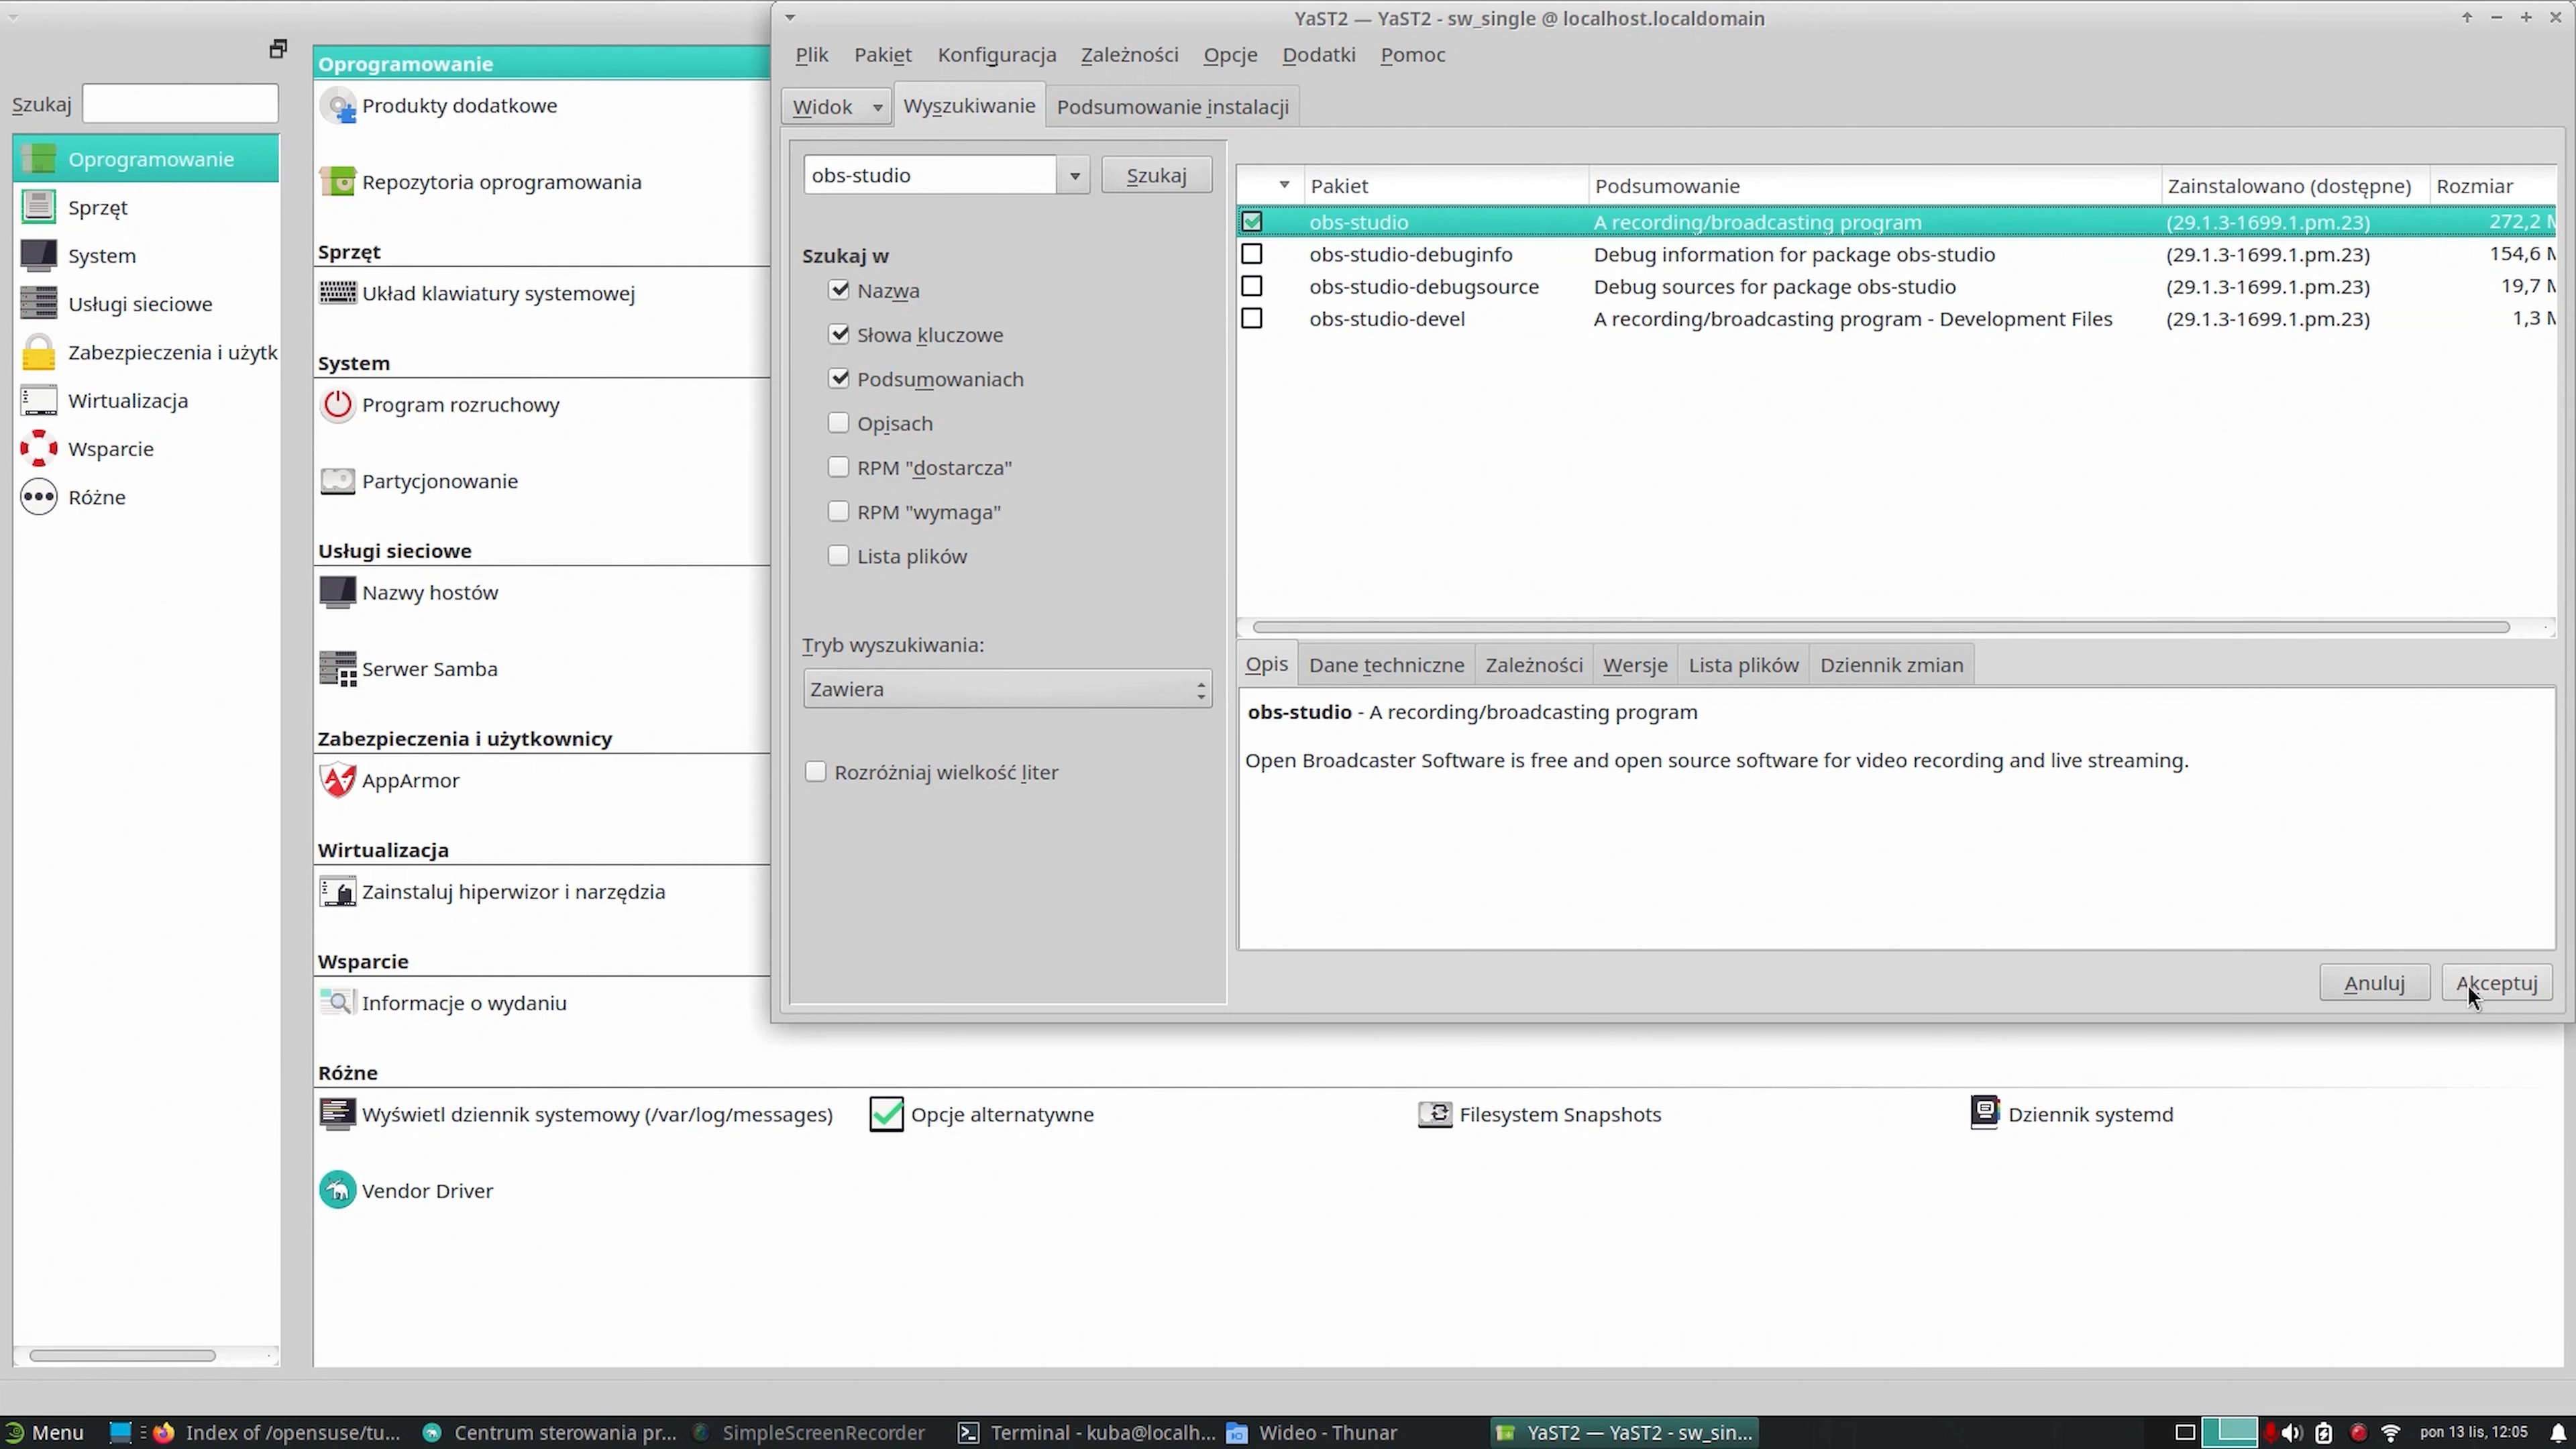 YaST2 — YaST2 - sw_single @ localhost.localdomain
Plik Pakiet Konfiguracja Zależności Opcje Dodatki Pomoc
Widok Wyszukiwanie Podsumowanie instalacji
obs-studio Szukaj
Szukaj w
Nazwa
Słowa kluczowe
Podsumowaniach
Opisach
RPM "dostarcza"
RPM "wymaga"
Lista plików
Tryb wyszukiwania:
Zawiera
Rozróżniaj wielkość liter
Pakiet Podsumowanie Zainstalowano (dostępne) Rozmiar
obs-studio A recording/broadcasting program (29.1.3-1699.1.pm.23) 272,2 M
obs-studio-debuginfo Debug information for package obs-studio (29.1.3-1699.1.pm.23) 154,6 M
obs-studio-debugsource Debug sources for package obs-studio (29.1.3-1699.1.pm.23) 19,7 M
obs-studio-devel A recording/broadcasting program - Development Files (29.1.3-1699.1.pm.23) 1,3 M
Opis Dane techniczne Zależności Wersje Lista plików Dziennik zmian
obs-studio - A recording/broadcasting program
Open Broadcaster Software is free and open source software for video recording and live streaming.
Anuluj Akceptuj
Szukaj
Oprogramowanie
Sprzęt
System
Usługi sieciowe
Zabezpieczenia i użytk
Wirtualizacja
Wsparcie
Różne
Oprogramowanie
Produkty dodatkowe
Repozytoria oprogramowania
Sprzęt
Układ klawiatury systemowej
System
Program rozruchowy
Partycjonowanie
Usługi sieciowe
Nazwy hostów
Serwer Samba
Zabezpieczenia i użytkownicy
AppArmor
Wirtualizacja
Zainstaluj hiperwizor i narzędzia
Wsparcie
Informacje o wydaniu
Różne
Wyświetl dziennik systemowy (/var/log/messages) Opcje alternatywne Filesystem Snapshots Dziennik systemd
Vendor Driver
Menu Index of /opensuse/tu... Centrum sterowania pr... SimpleScreenRecorder Terminal - kuba@localh... Wideo - Thunar YaST2 — YaST2 - sw_sin... pon 13 lis, 12:05